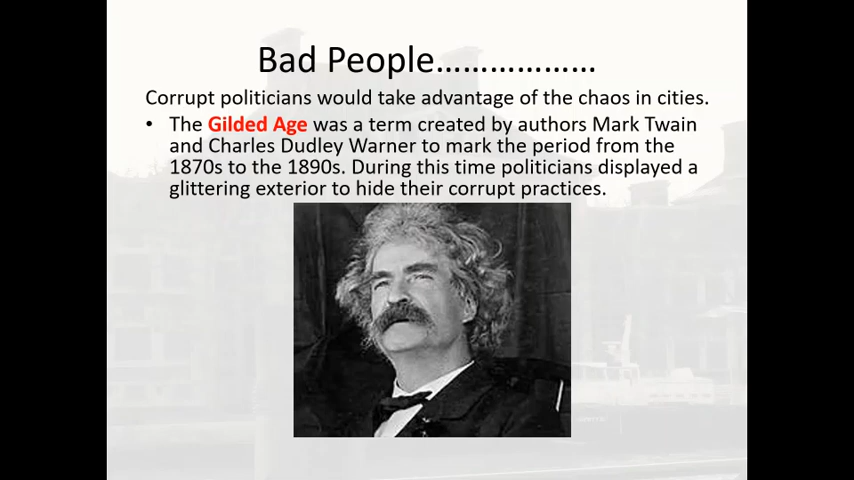 Bad People………………
Corrupt politicians would take advantage of the chaos in cities.
• The Gilded Age was a term created by authors Mark Twain
and Charles Dudley Warner to mark the period from the
1870s to the 1890s. During this time politicians displayed a
glittering exterior to hide their corrupt practices.